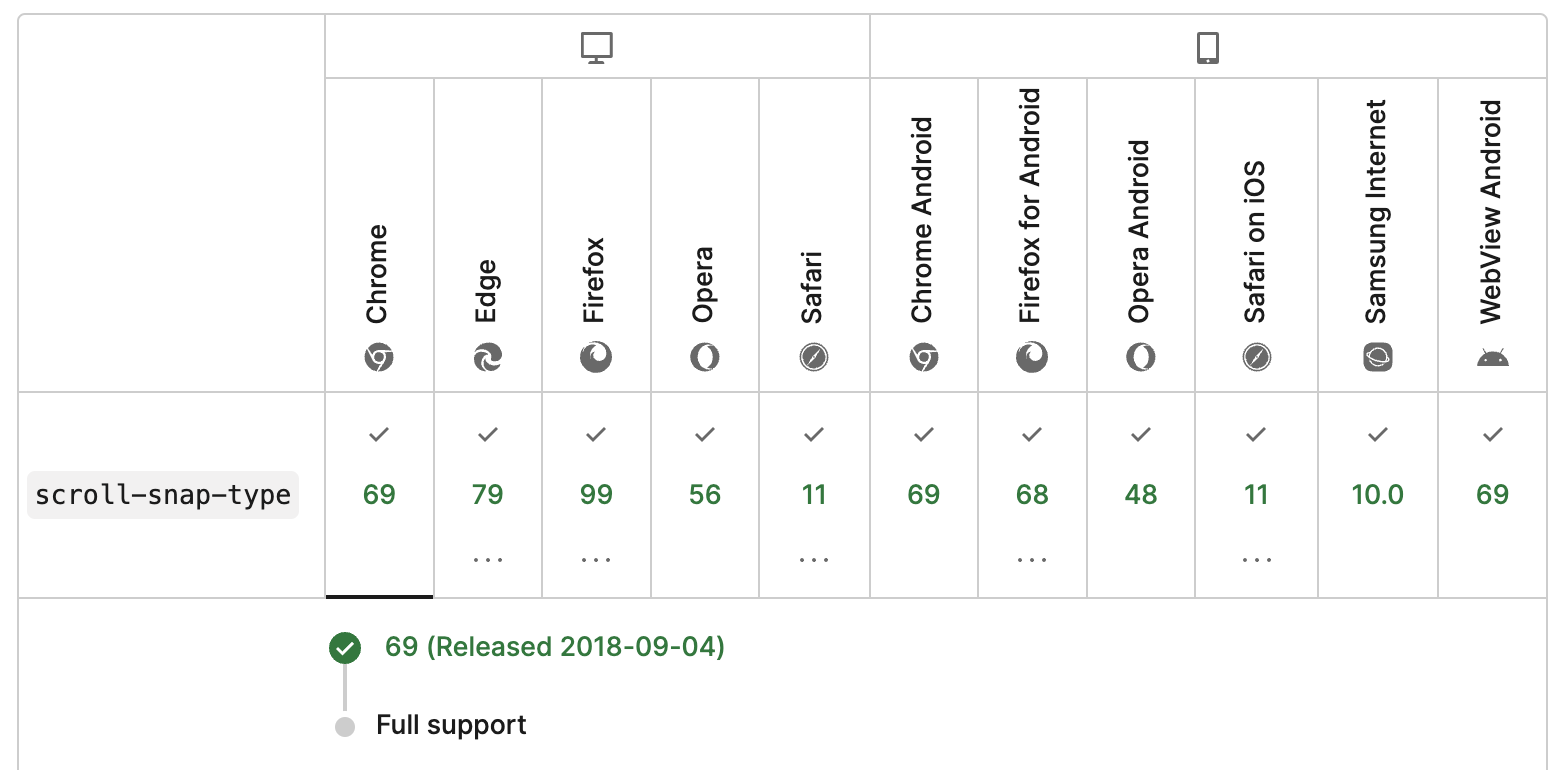 Chrome
Edge
Firefox
Opera
Safari
Chrome Android
Firefox for Android
Opera Android
Safari on iOS
Samsung Internet
WebView Android
scroll-snap-type
69
79
99
56
11
69
68
48
11
10.0
69
...
...
...
...
...
69 (Released 2018-09-04)
Full support